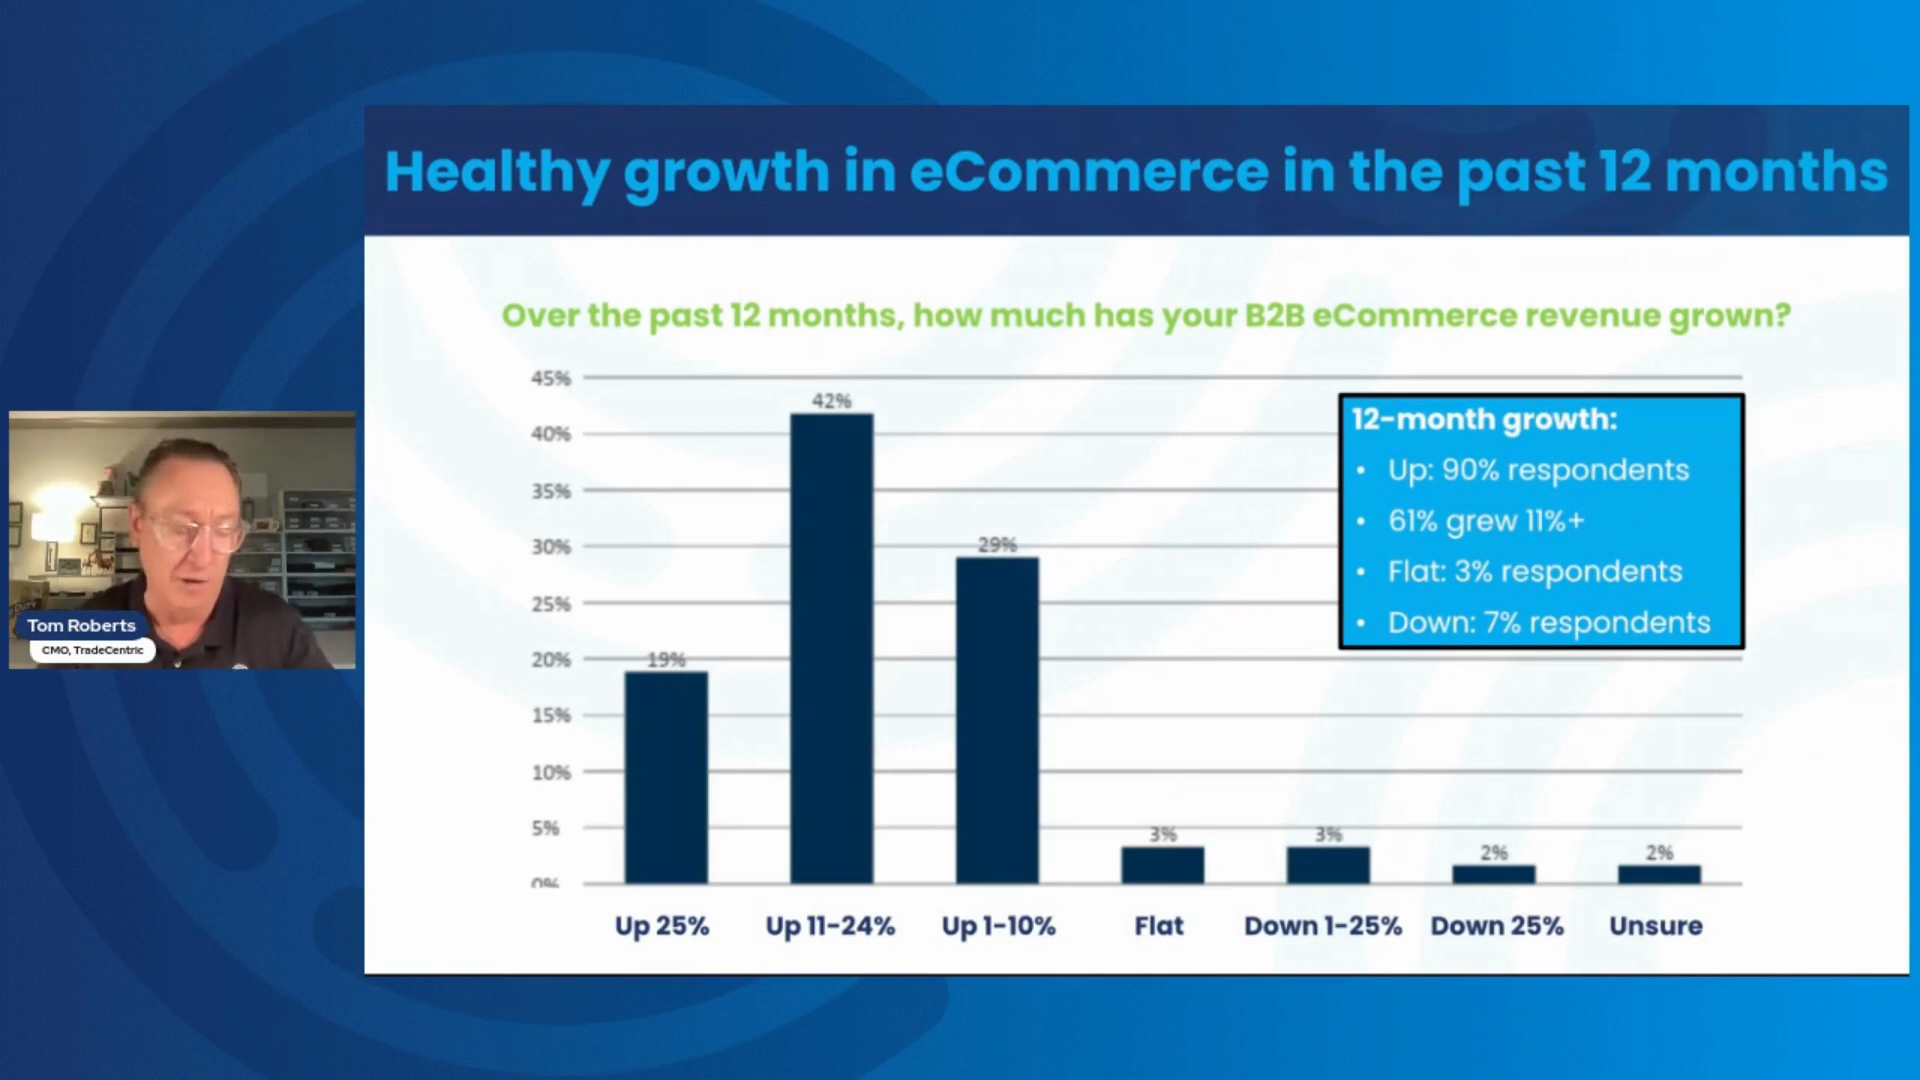 Healthy growth in eCommerce in the past 12 months
Over the past 12 months, how much has your B2B eCommerce revenue grown?
45%
40%
35%
30%
25%
20%
15%
10%
5%
0%
19%
42%
29%
3%
3%
2%
2%
Up 25%
Up 11-24%
Up 1-10%
Flat
Down 1-25%
Down 25%
Unsure
12-month growth:
• Up: 90% respondents
• 61% grew 11%+
• Flat: 3% respondents
• Down: 7% respondents
Tom Roberts
CMO, TradeCentric